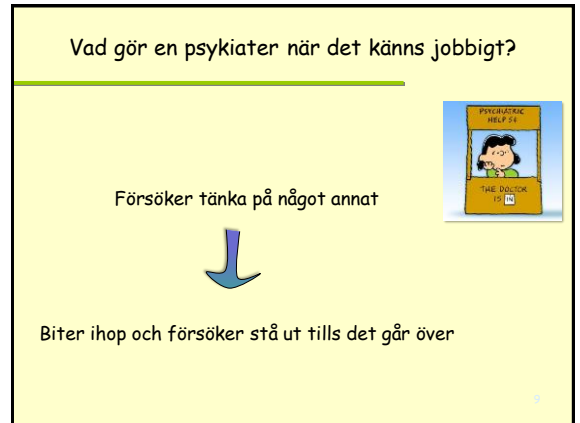 Vad gör en psykiater när det känns jobbigt?
PSYCHIATRIC
HELP 5¢
THE DOCTOR
IS IN
Försöker tänka på något annat
Biter ihop och försöker stå ut tills det går över
9